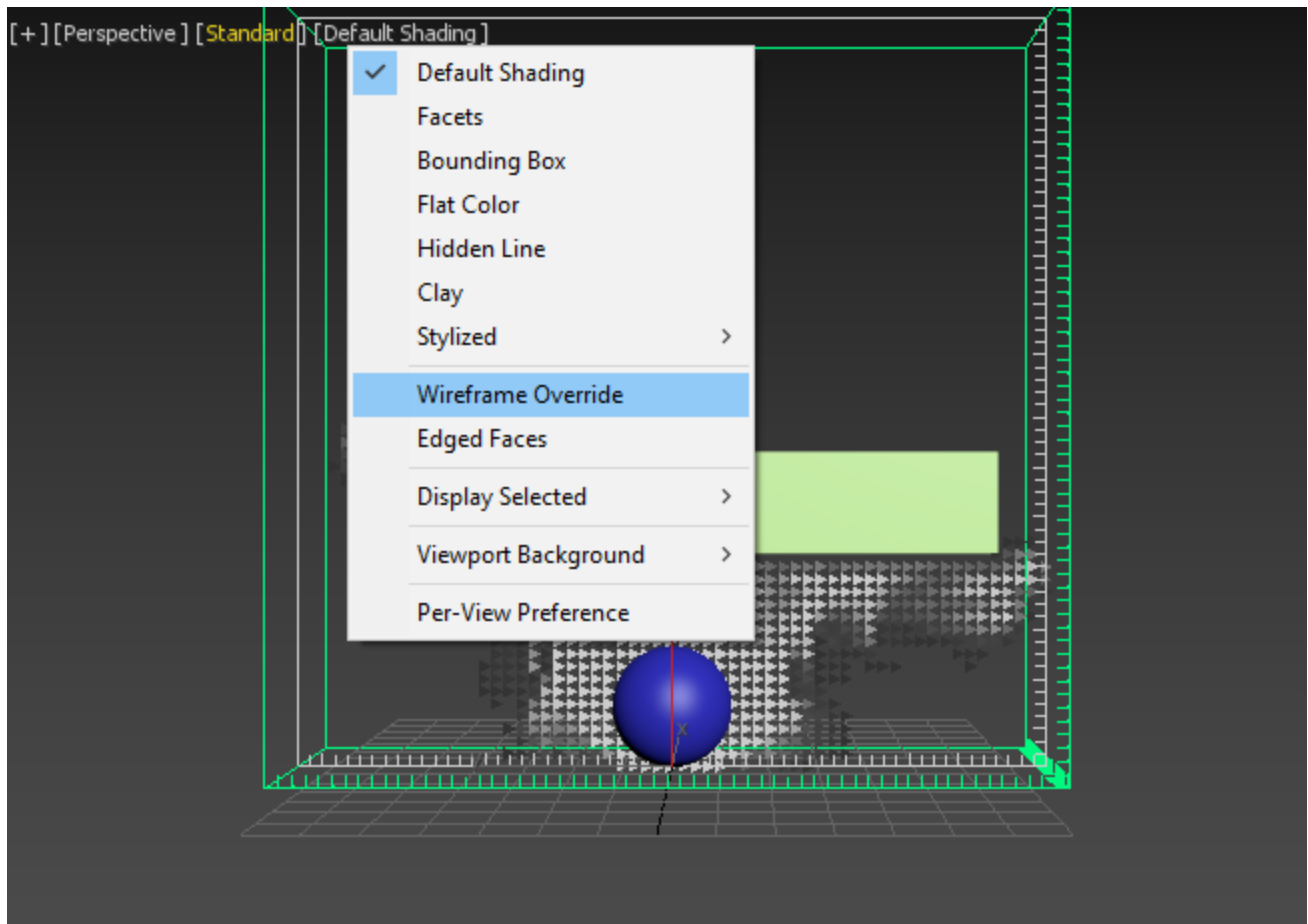 [+][Perspective][Standard][Default Shading]
Default Shading
Facets
Bounding Box
Flat Color
Hidden Line
Clay
Stylized
Wireframe Override
Edged Faces
Display Selected
Viewport Background
Per-View Preference
x